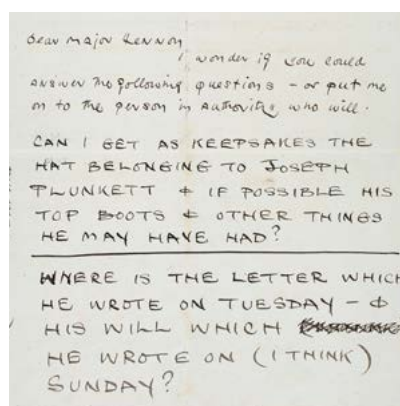 Dear Major Lennon,
wonder if you could
answer the following questions – or put me
on to the person in authority who will.
CAN I GET AS KEEPSAKES THE
HAT BELONGING TO JOSEPH
PLUNKETT & IF POSSIBLE HIS
TOP BOOTS & OTHER THINGS
HE MAY HAVE HAD?
WHERE IS THE LETTER WHICH
HE WROTE ON TUESDAY – &
HIS WILL WHICH
HE WROTE ON (I THINK)
SUNDAY?